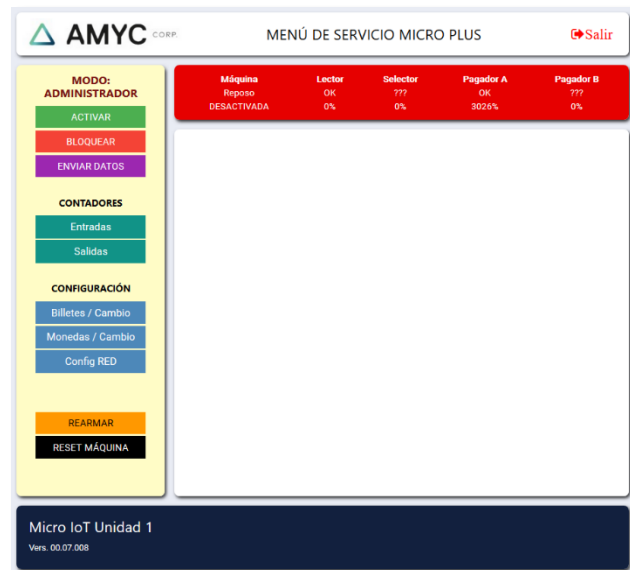 AMYC CORP.
MENÚ DE SERVICIO MICRO PLUS
Salir
MODO:
ADMINISTRADOR
ACTIVAR
BLOQUEAR
ENVIAR DATOS
CONTADORES
Entradas
Salidas
CONFIGURACIÓN
Billetes / Cambio
Monedas / Cambio
Config RED
REARMAR
RESET MÁQUINA
Máquina Lector Selector Pagador A Pagador B
Reposo OK ??? OK ???
DESACTIVADA 0% 0% 3026% 0%
Micro IoT Unidad 1
Vers. 00.07.008